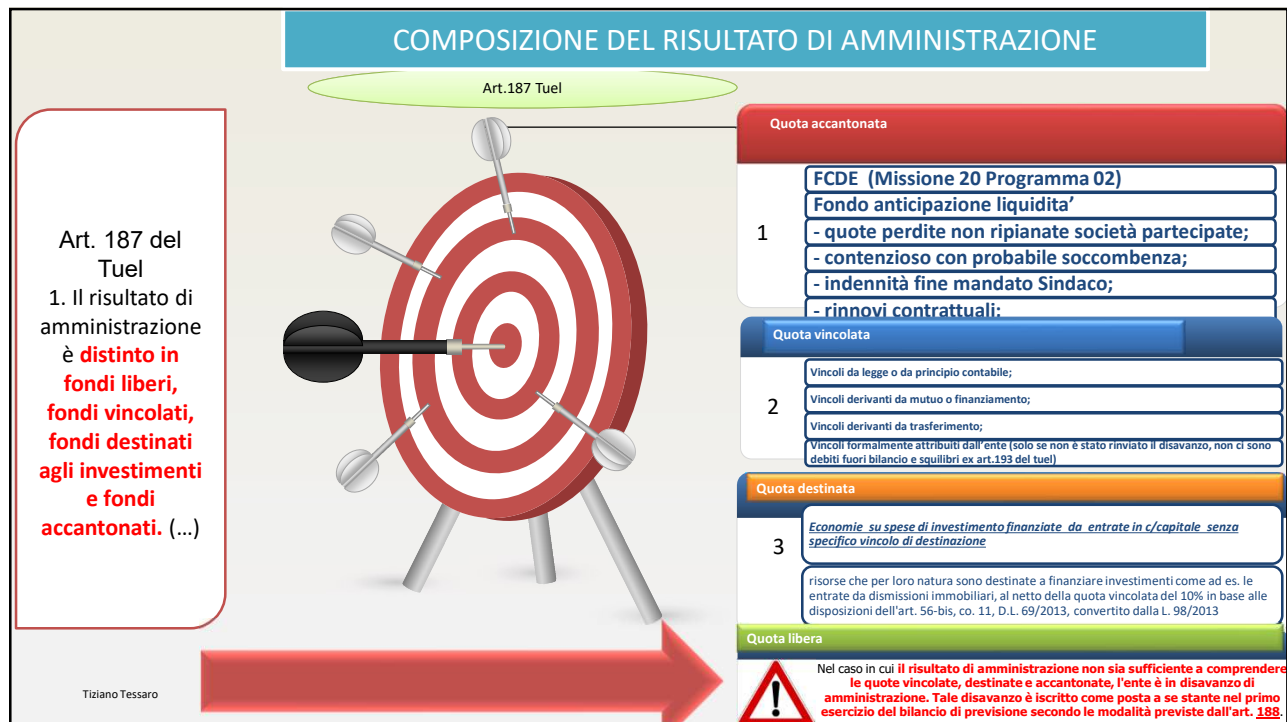 COMPOSIZIONE DEL RISULTATO DI AMMINISTRAZIONE
Art.187 Tuel
Art. 187 del
Tuel
1. Il risultato di
amministrazione
è distinto in
fondi liberi,
fondi vincolati,
fondi destinati
agli investimenti
e fondi
accantonati. (...)
Quota accantonata
1
FCDE (Missione 20 Programma 02)
Fondo anticipazione liquidita’
- quote perdite non ripianate società partecipate;
- contenzioso con probabile soccombenza;
- indennità fine mandato Sindaco;
- rinnovi contrattuali;
Quota vincolata
2
Vincoli da legge o da principio contabile;
Vincoli derivanti da mutuo o finanziamento;
Vincoli derivanti da trasferimento;
Vincoli formalmente attribuiti dall’ente (solo se non è stato rinviato il disavanzo, non ci sono
debiti fuori bilancio e squilibri ex art.193 del tuel)
Quota destinata
3
Economie su spese di investimento finanziate da entrate in c/capitale senza
specifico vincolo di destinazione
risorse che per loro natura sono destinate a finanziare investimenti come ad es. le
entrate da dismissioni immobiliari, al netto della quota vincolata del 10% in base alle
disposizioni dell'art. 56-bis, co. 11, D.L. 69/2013, convertito dalla L. 98/2013
Quota libera
Nel caso in cui il risultato di amministrazione non sia sufficiente a comprendere
le quote vincolate, destinate e accantonate, l'ente è in disavanzo di
amministrazione. Tale disavanzo è iscritto come posta a se stante nel primo
esercizio del bilancio di previsione secondo le modalità previste dall'art. 188.
Tiziano Tessaro